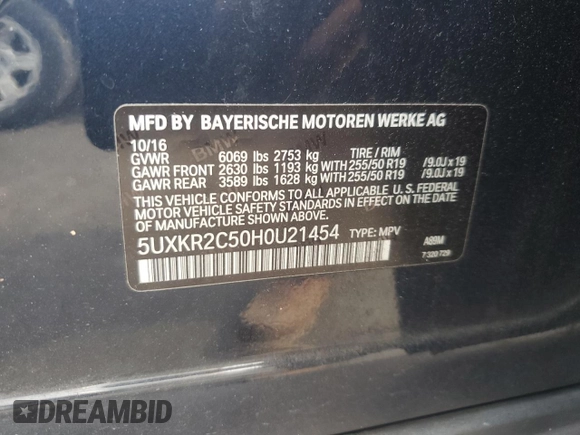 MFD BY BAYERISCHE MOTOREN WERKE AG
10/16
GVWR 6069 lbs 2753 kg TIRE / RIM
GAWR FRONT 2630 lbs 1193 kg WITH 255/50 R19 /9.0J x 19
GAWR REAR 3589 lbs 1628 kg WITH 255/50 R19 /9.0J x 19
THIS VEHICLE CONFORMS TO ALL APPLICABLE U.S. FEDERAL
MOTOR VEHICLE SAFETY STANDARDS IN EFFECT ON THE DATE
OF MANUFACTURE SHOWN ABOVE.
5UXKR2C50H0U21454 TYPE: MPV
A89M
7 320 729
DREAMBID